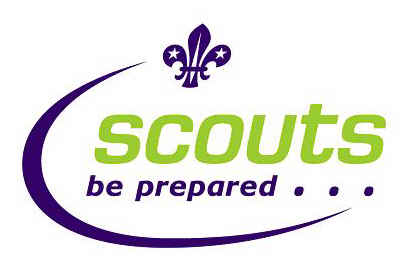 scouts
be prepared . . .